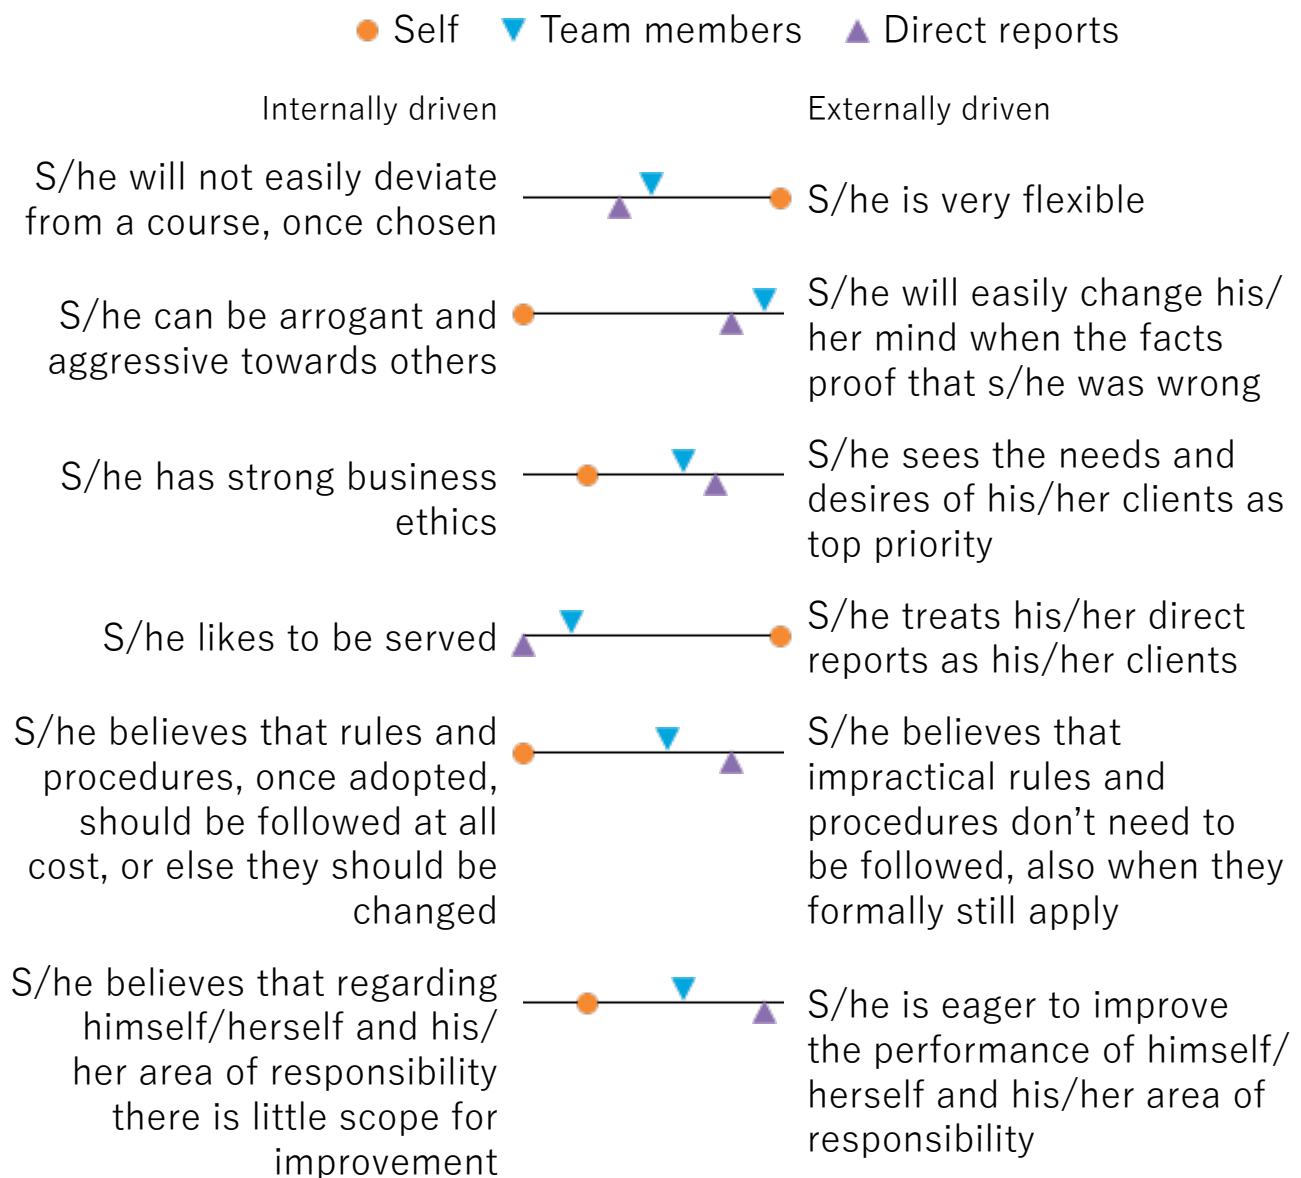 Self Team members Direct reports
Internally driven
Externally driven
S/he will not easily deviate
from a course, once chosen
S/he is very flexible
S/he can be arrogant and
aggressive towards others
S/he will easily change his/
her mind when the facts
proof that s/he was wrong
S/he has strong business
ethics
S/he sees the needs and
desires of his/her clients as
top priority
S/he likes to be served
S/he treats his/her direct
reports as his/her clients
S/he believes that rules and
procedures, once adopted,
should be followed at all
cost, or else they should be
changed
S/he believes that
impractical rules and
procedures don’t need to
be followed, also when they
formally still apply
S/he believes that regarding
himself/herself and his/
her area of responsibility
there is little scope for
improvement
S/he is eager to improve
the performance of himself/
herself and his/her area of
responsibility